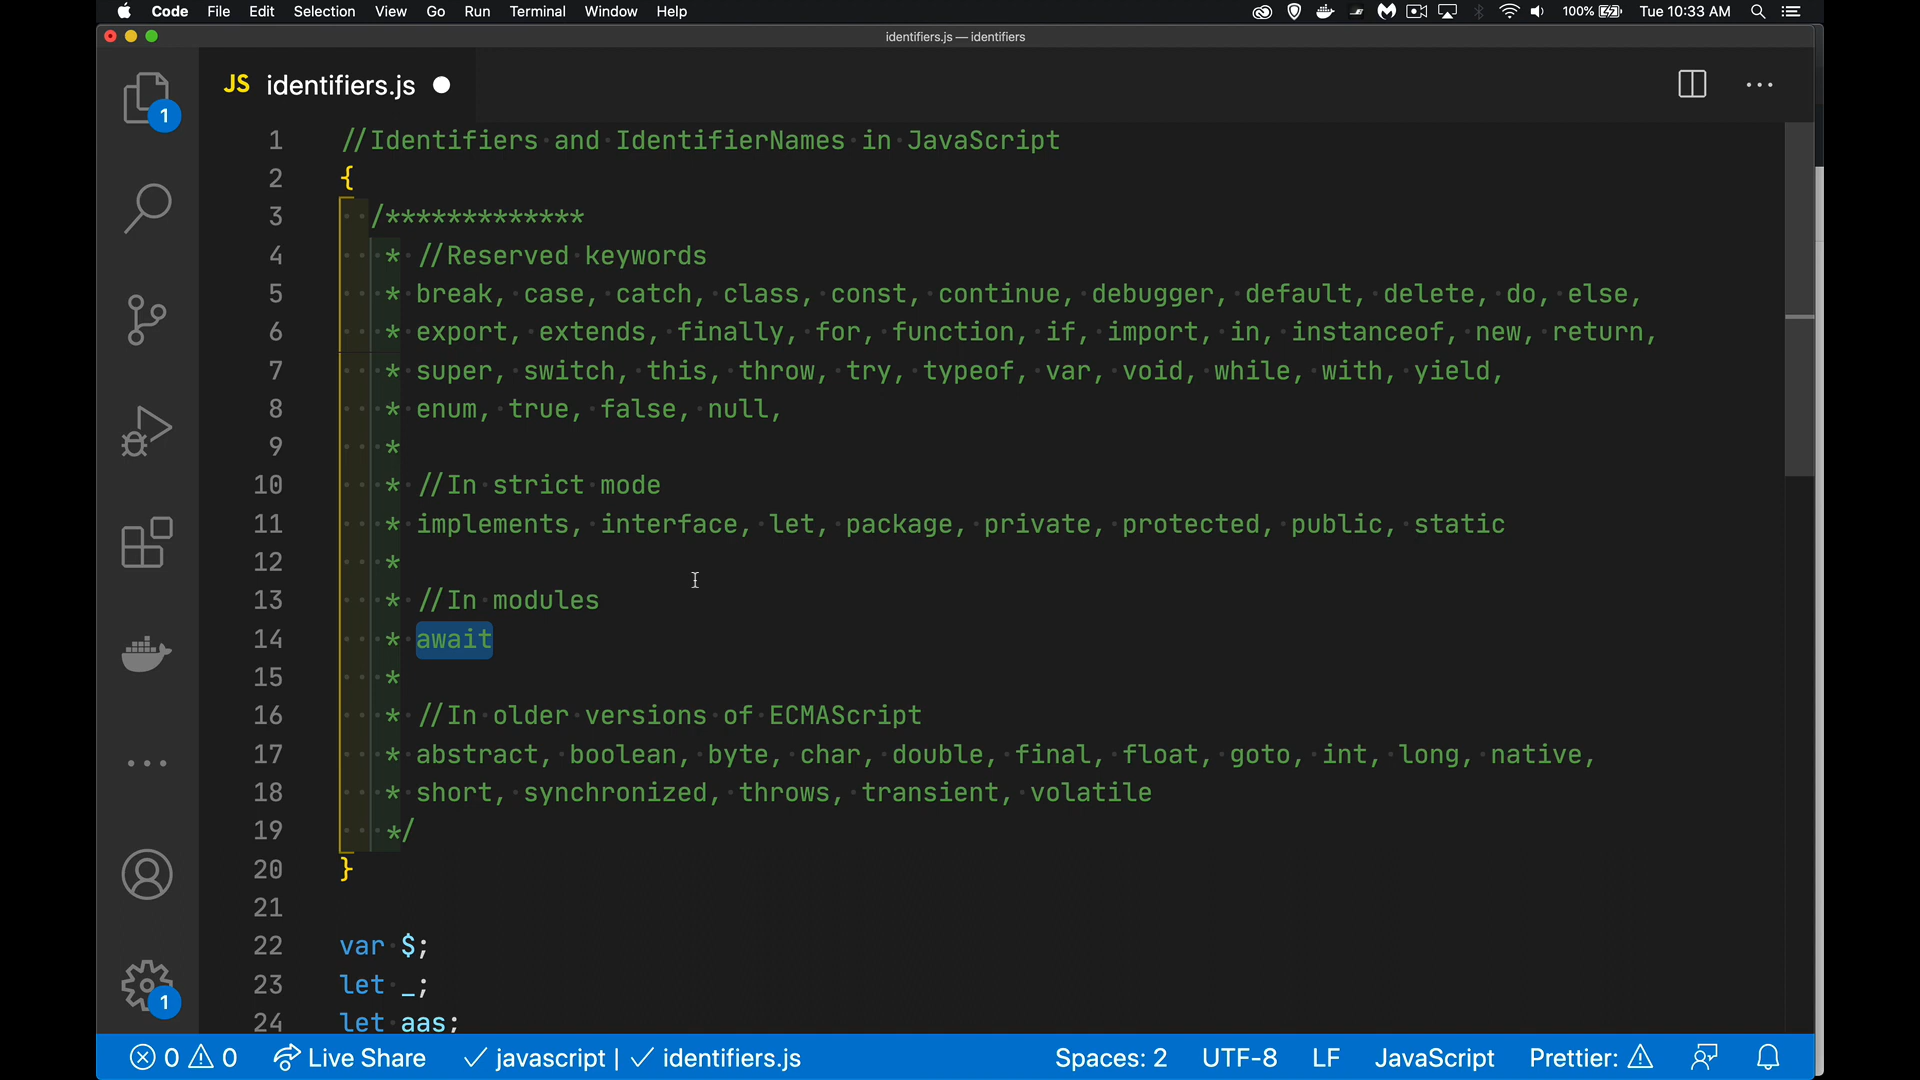 Code File Edit Selection View Go Run Terminal Window Help 100% Tue 10:33 AM
identifiers.js — identifiers
JS identifiers.js
1
1 //Identifiers and IdentifierNames in JavaScript
2 {
3 /*************
4 * //Reserved keywords
5 * break, case, catch, class, const, continue, debugger, default, delete, do, else,
6 * export, extends, finally, for, function, if, import, in, instanceof, new, return,
7 * super, switch, this, throw, try, typeof, var, void, while, with, yield,
8 * enum, true, false, null,
9 *
10 * //In strict mode
11 * implements, interface, let, package, private, protected, public, static
12 *
13 * //In modules
14 * await
15 *
16 * //In older versions of ECMAScript
17 * abstract, boolean, byte, char, double, final, float, goto, int, long, native,
18 * short, synchronized, throws, transient, volatile
19 */
20 }
21
22 var $;
23 let _;
1
24 let aas;
0 0 Live Share javascript | identifiers.js Spaces: 2 UTF-8 LF JavaScript Prettier: